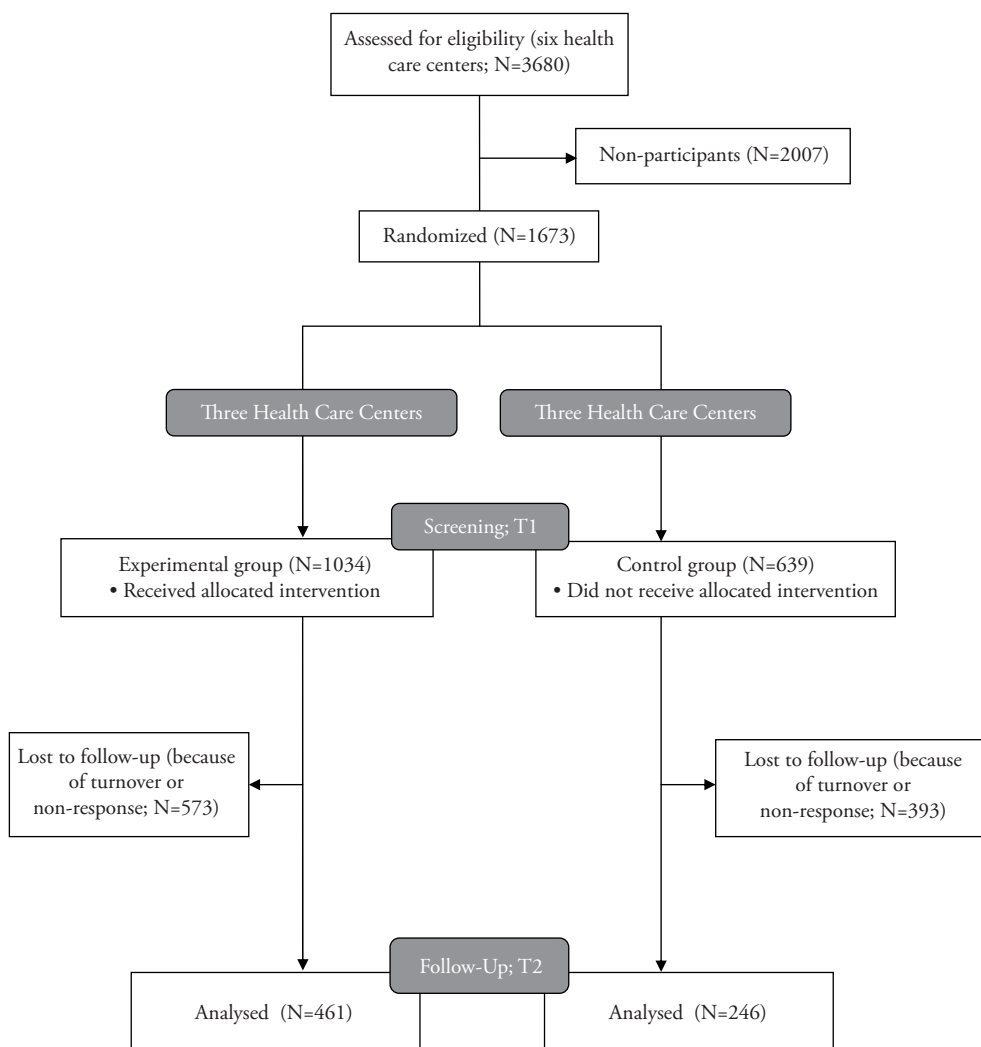 Assessed for eligibility (six health
care centers; N=3680)
Non-participants (N=2007)
Randomized (N=1673)
Three Health Care Centers
Three Health Care Centers
Screening; T1
Experimental group (N=1034)
• Received allocated intervention
Control group (N=639)
• Did not receive allocated intervention
Lost to follow-up (because
of turnover or
non-response; N=573)
Lost to follow-up (because
of turnover or
non-response; N=393)
Follow-Up; T2
Analysed (N=461)
Analysed (N=246)